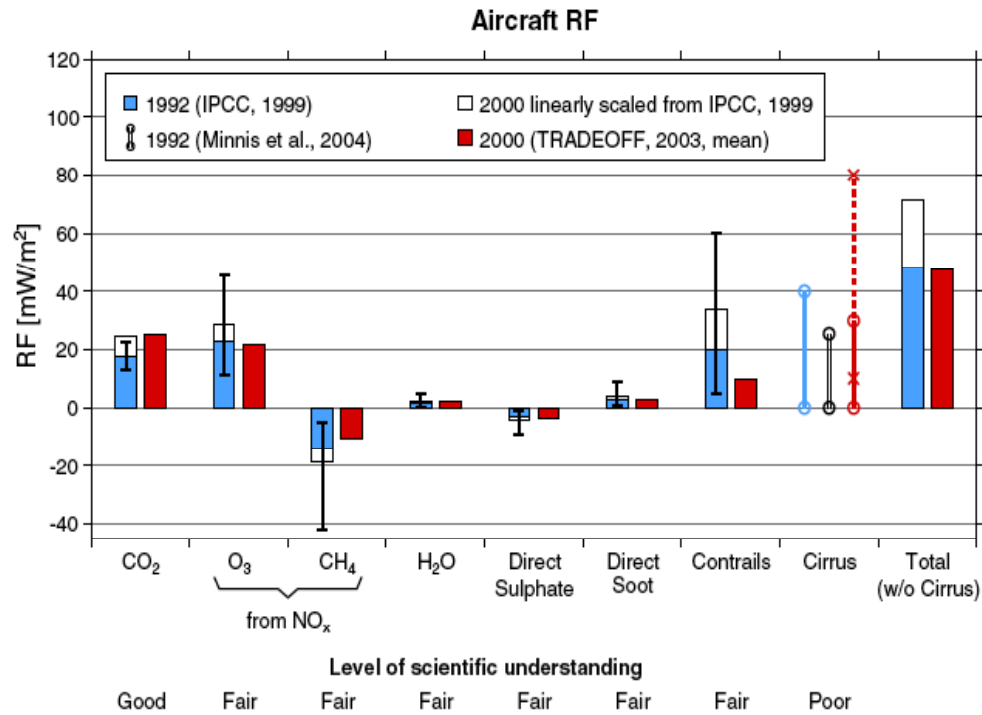 Aircraft RF
120
100
80
60
40
20
0
-20
-40
RF [mW/m²]
1992 (IPCC, 1999)
2000 linearly scaled from IPCC, 1999
1992 (Minnis et al., 2004)
2000 (TRADEOFF, 2003, mean)
CO₂
O₃
CH₄
H₂O
Direct
Sulphate
Direct
Soot
Contrails
Cirrus
Total
(w/o Cirrus)
from NOₓ
Level of scientific understanding
Good Fair Fair Fair Fair Fair Fair Poor